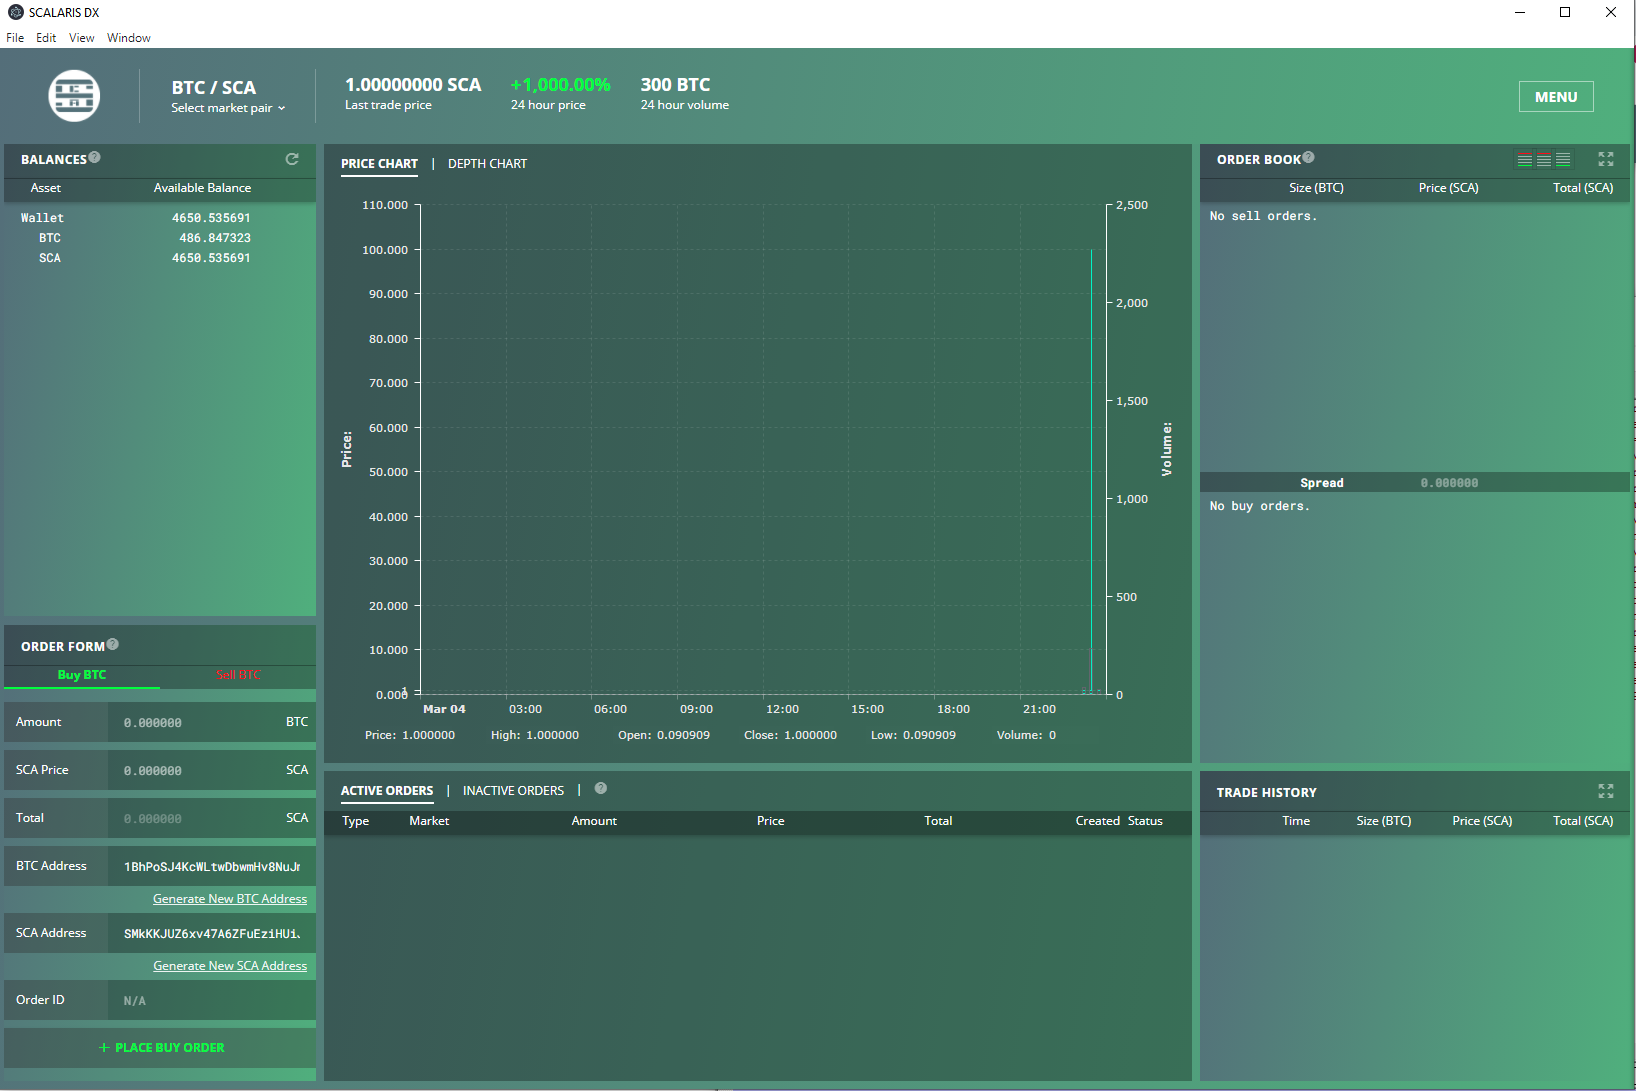 SCALARIS DX
File Edit View Window
BTC / SCA
Select market pair
1.00000000 SCA
Last trade price
+1,000.00%
24 hour price
300 BTC
24 hour volume
MENU
BALANCES
Asset Available Balance
Wallet 4650.535691
BTC 486.847323
SCA 4650.535691
ORDER FORM
Buy BTC Sell BTC
Amount 0.000000 BTC
SCA Price 0.000000 SCA
Total 0.000000 SCA
BTC Address 1BhPoSJ4KcWLtwDbwmHv8NuJ
Generate New BTC Address
SCA Address SMkKKJUZ6xv47A6ZFuEziHUi
Generate New SCA Address
Order ID N/A
+ PLACE BUY ORDER
PRICE CHART | DEPTH CHART
110.000
100.000
90.000
80.000
70.000
60.000
50.000
40.000
30.000
20.000
10.000
0.000
1
Price:
2,500
2,000
1,500
1,000
500
0
Volume:
Mar 04 03:00 06:00 09:00 12:00 15:00 18:00 21:00
Price: 1.000000 High: 1.000000 Open: 0.090909 Close: 1.000000 Low: 0.090909 Volume: 0
ACTIVE ORDERS | INACTIVE ORDERS |
Type Market Amount Price Total Created Status
ORDER BOOK
Size (BTC) Price (SCA) Total (SCA)
No sell orders.
Spread 0.000000
No buy orders.
TRADE HISTORY
Time Size (BTC) Price (SCA) Total (SCA)